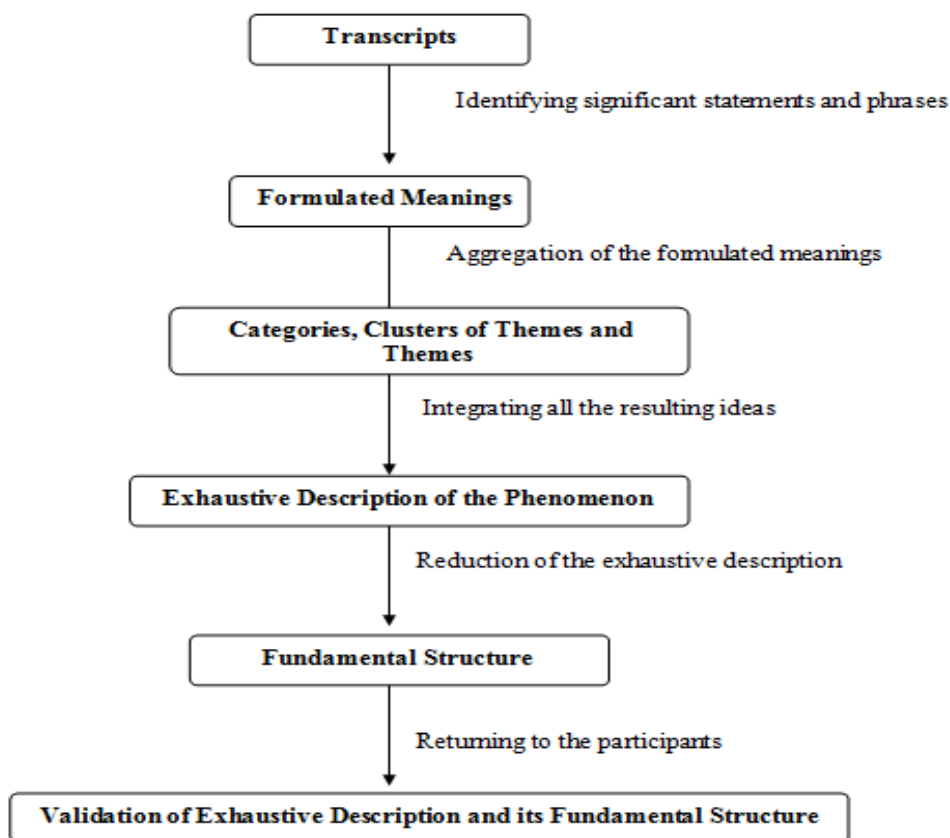 Transcripts
Identifying significant statements and phrases
Formulated Meanings
Aggregation of the formulated meanings
Categories, Clusters of Themes and
Themes
Integrating all the resulting ideas
Exhaustive Description of the Phenomenon
Reduction of the exhaustive description
Fundamental Structure
Returning to the participants
Validation of Exhaustive Description and its Fundamental Structure